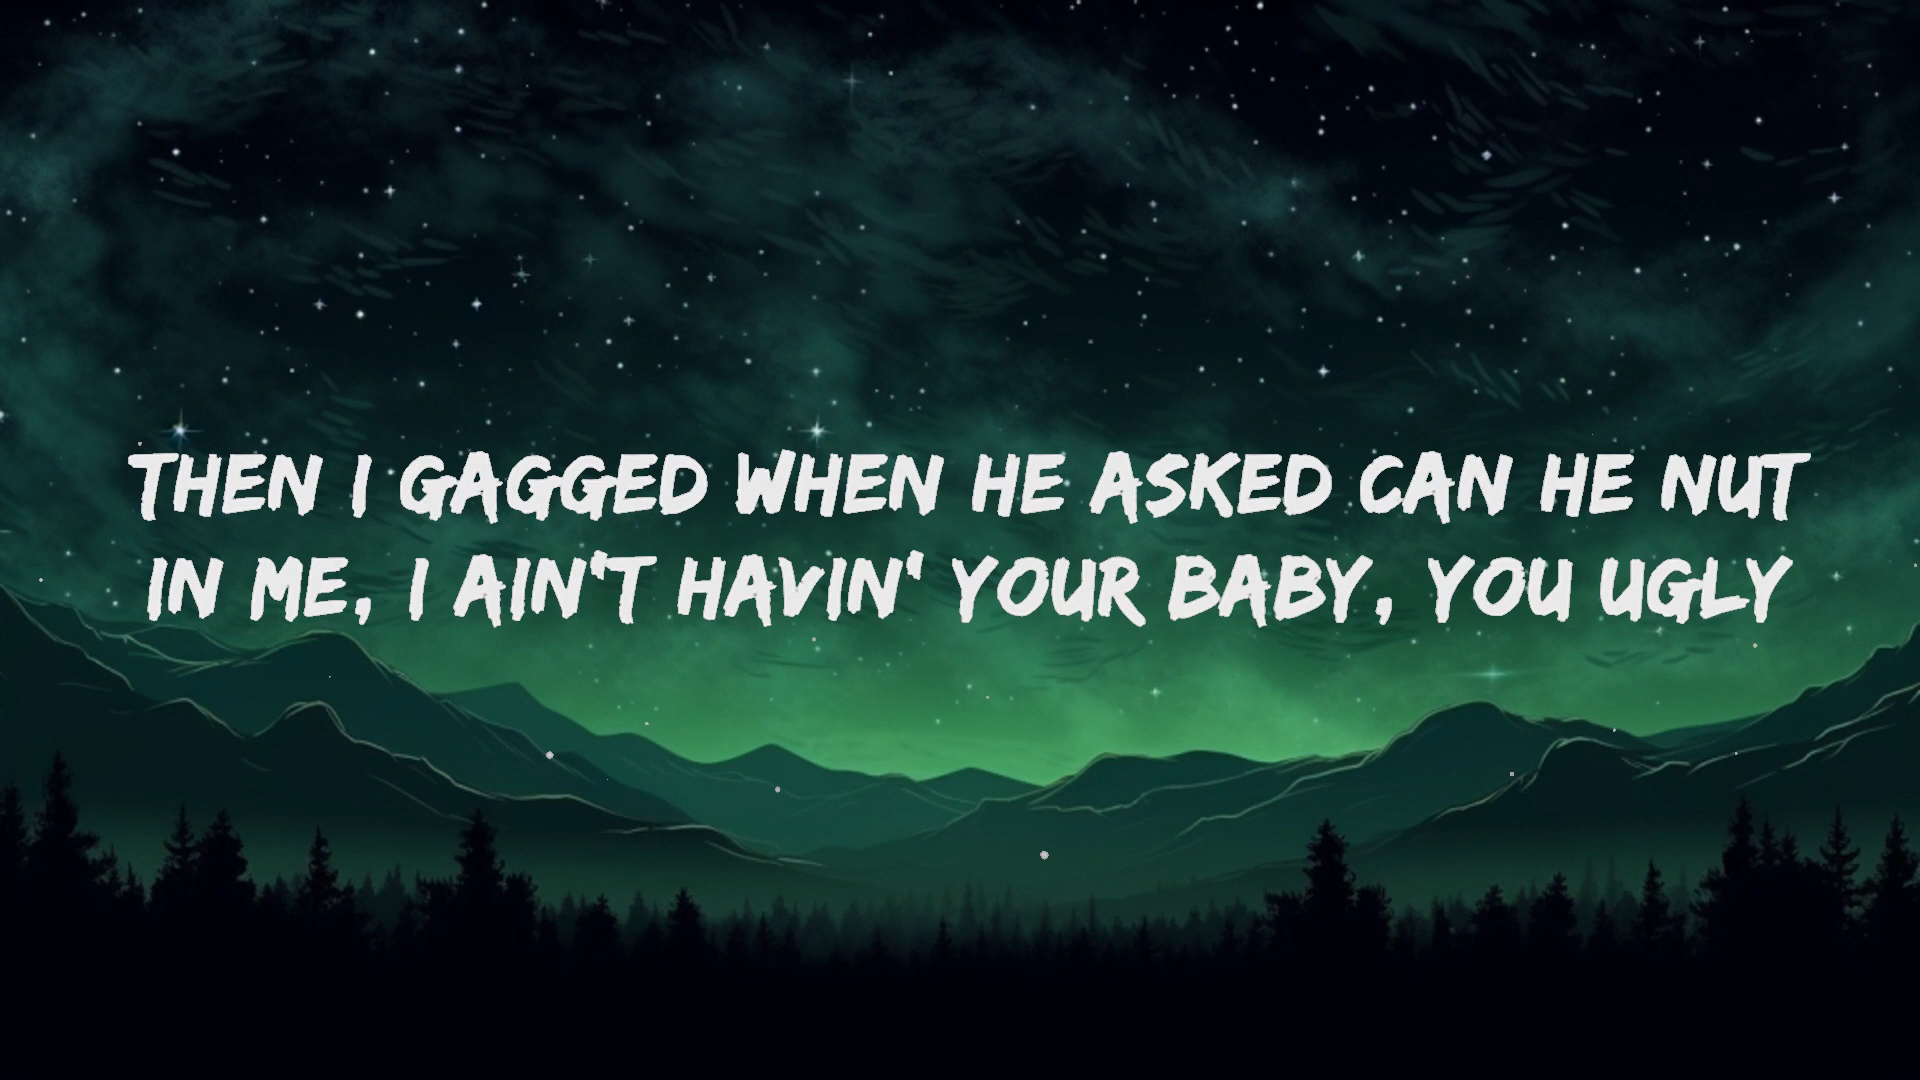 THEN I GAGGED WHEN HE ASKED CAN HE NUT
IN ME, I AIN'T HAVIN' YOUR BABY, YOU UGLY